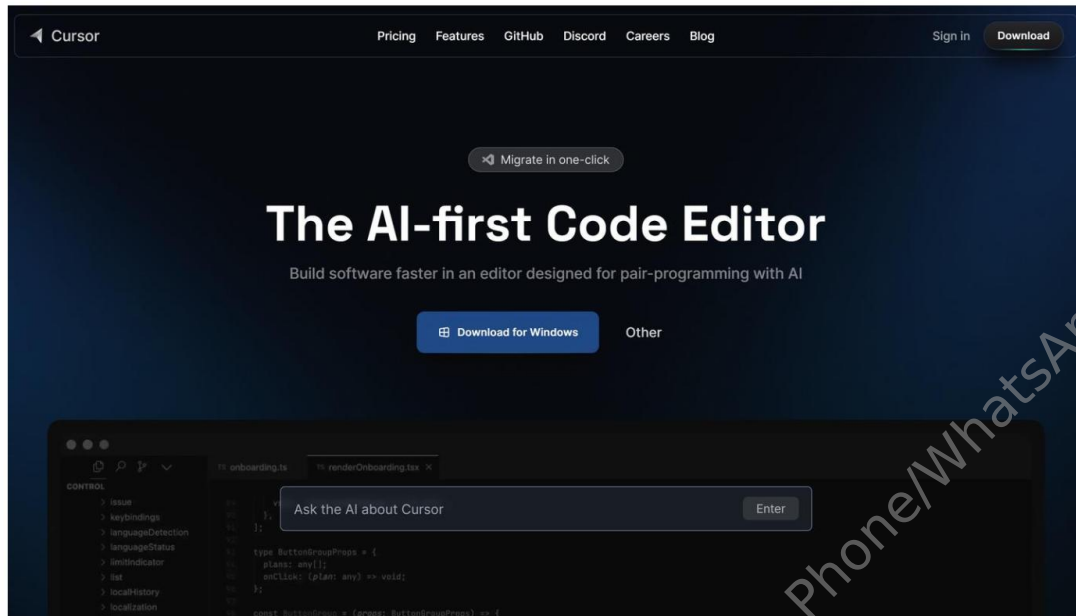 Cursor
Pricing Features GitHub Discord Careers Blog
Sign in Download
Migrate in one-click
The AI-first Code Editor
Build software faster in an editor designed for pair-programming with AI
Download for Windows Other
TS onboarding.ts TS renderOnboarding.tsx ×
CONTROL
> issue
> keybindings
> languageDetection
> languageStatus
> limitIndicator
> list
> localHistory
> localization
Ask the AI about Cursor Enter
};
type ButtonGroupProps = {
plans: any[];
onClick: (plan: any) => void;
};
const ButtonGroup = (props: ButtonGroupProps) => {
Phone/WhatsAp